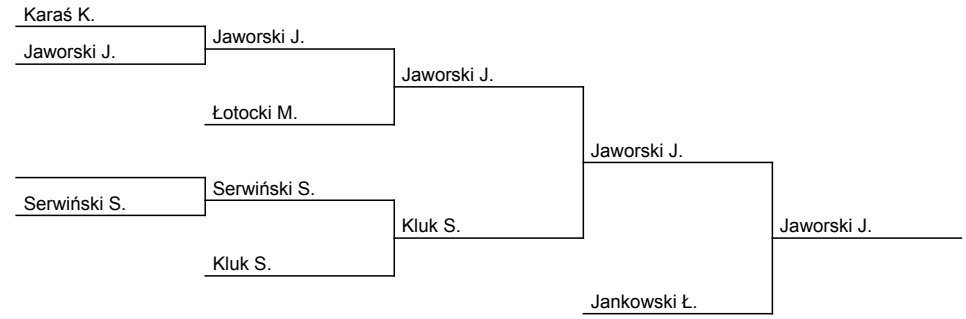 Karaś K.
Jaworski J.
Jaworski J.
Jaworski J.
Łotocki M.
Jaworski J.
Serwiński S.
Serwiński S.
Kluk S.
Jaworski J.
Kluk S.
Jankowski Ł.